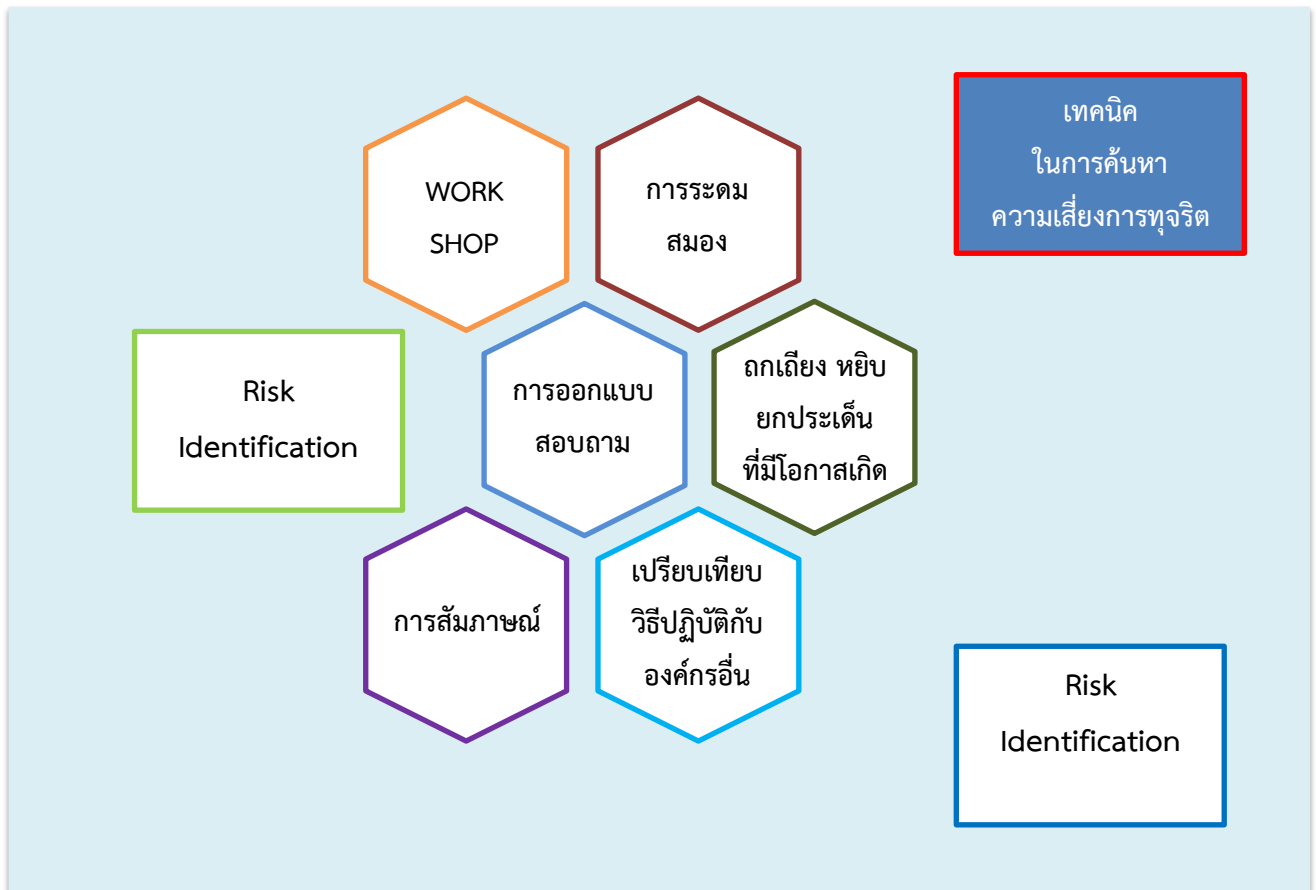 เทคนิค
ในการค้นหา
ความเสี่ยงการทุจริต
WORK
SHOP
การระดม
สมอง
Risk
Identification
การออกแบบ
สอบถาม
ถกเถียง หยิบ
ยกประเด็น
ที่มีโอกาสเกิด
การสัมภาษณ์
เปรียบเทียบ
วิธีปฏิบัติกับ
องค์กรอื่น
Risk
Identification